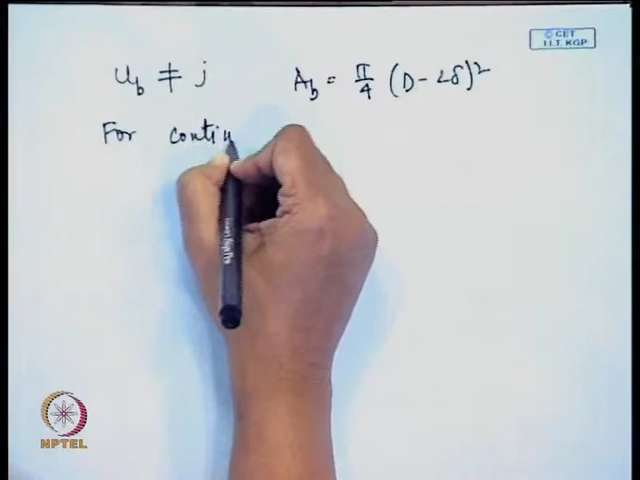 © CET
I.I.T. KGP
u_b ≠ j A_b = π/4 (D - 2δ)²
For contin
NPTEL